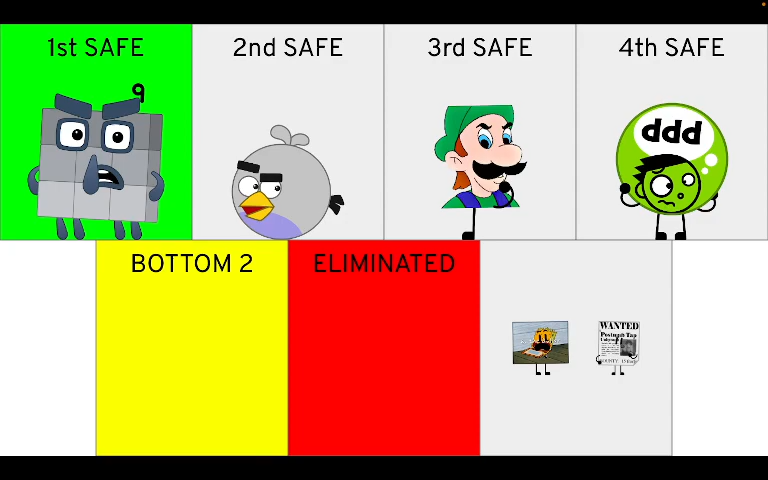 1st SAFE
2nd SAFE
3rd SAFE
4th SAFE
9
ddd
BOTTOM 2
ELIMINATED
WANTED